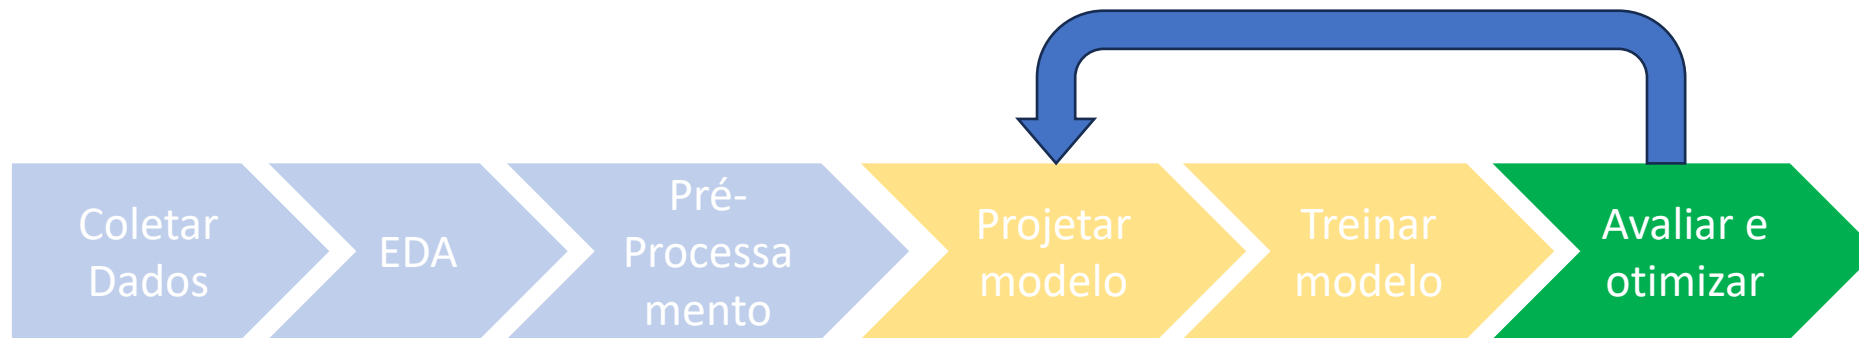 Coletar
Dados
EDA
Pré-
Processa
mento
Projetar
modelo
Treinar
modelo
Avaliar e
otimizar